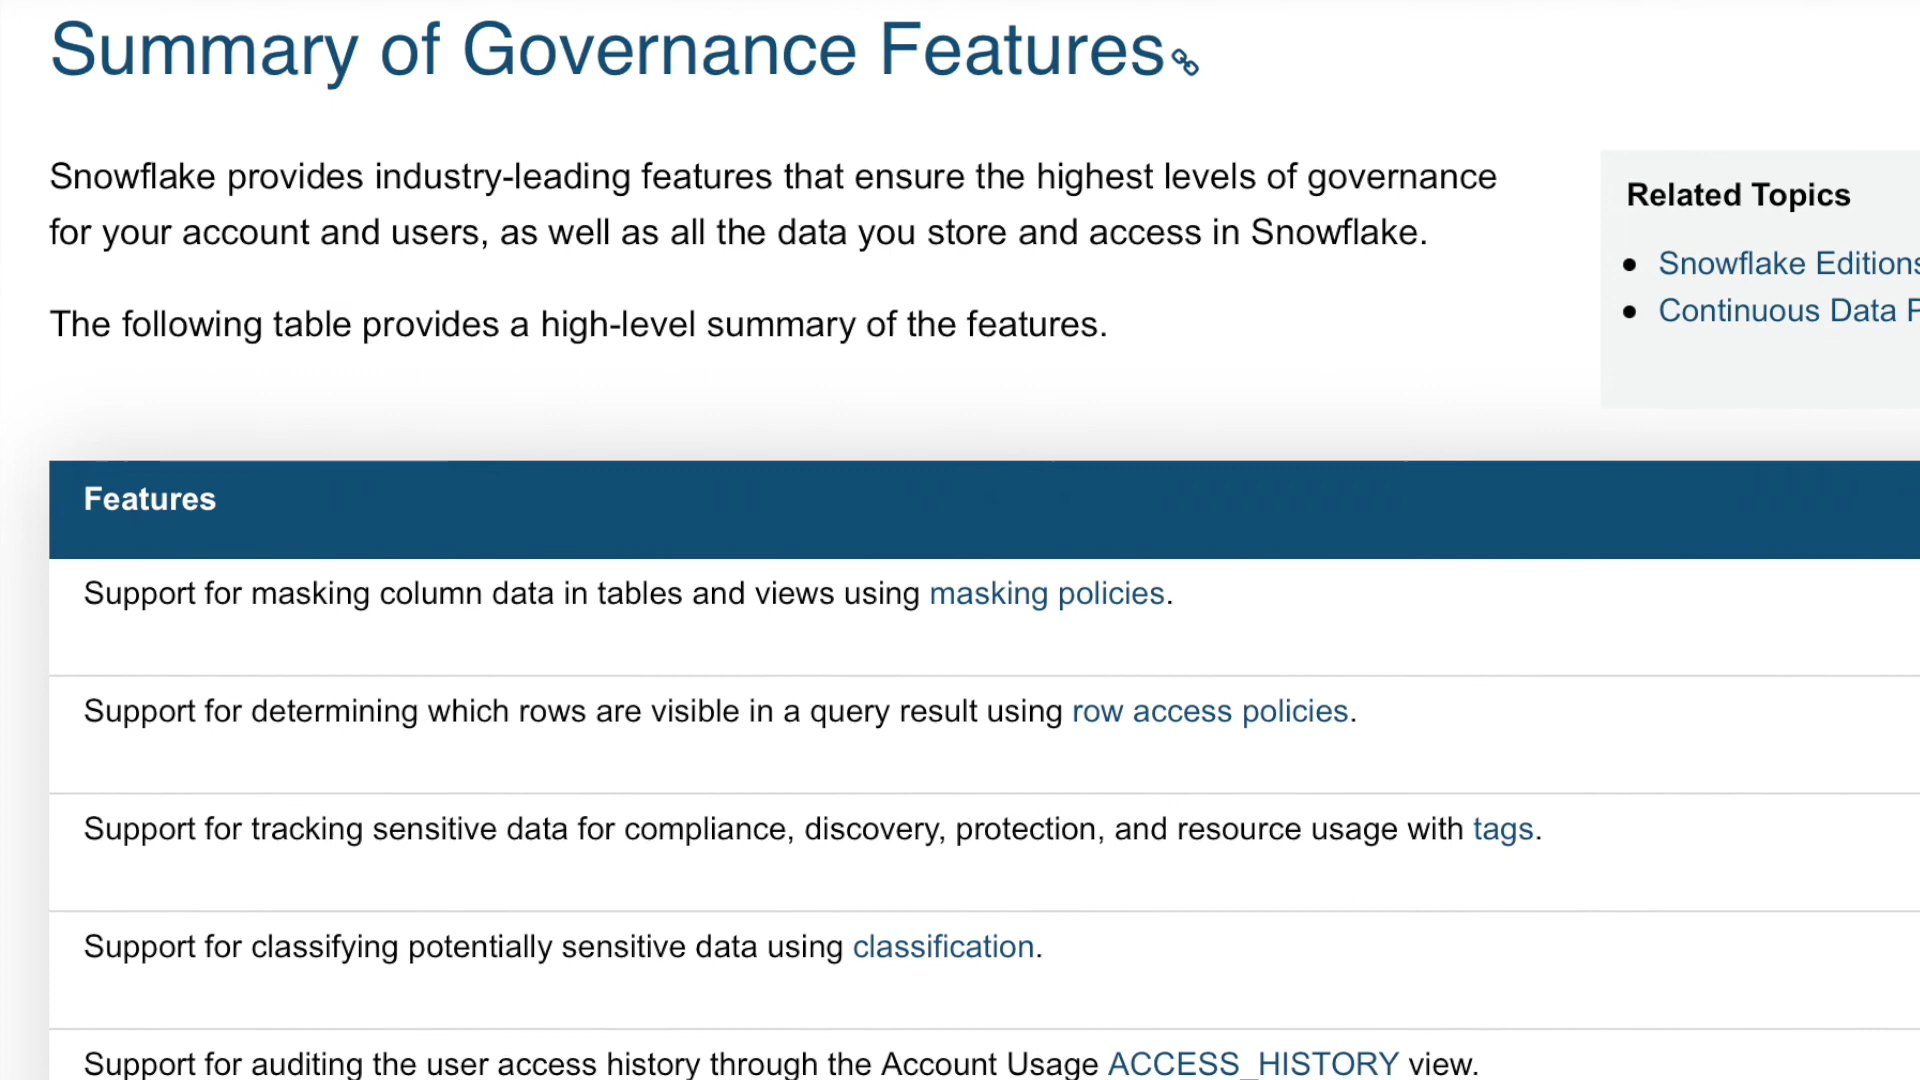 Summary of Governance Features
Snowflake provides industry-leading features that ensure the highest levels of governance
for your account and users, as well as all the data you store and access in Snowflake.
The following table provides a high-level summary of the features.
Related Topics
Snowflake Editions
Continuous Data
Features
Support for masking column data in tables and views using masking policies.
Support for determining which rows are visible in a query result using row access policies.
Support for tracking sensitive data for compliance, discovery, protection, and resource usage with tags.
Support for classifying potentially sensitive data using classification.
Support for auditing the user access history through the Account Usage ACCESS_HISTORY view.